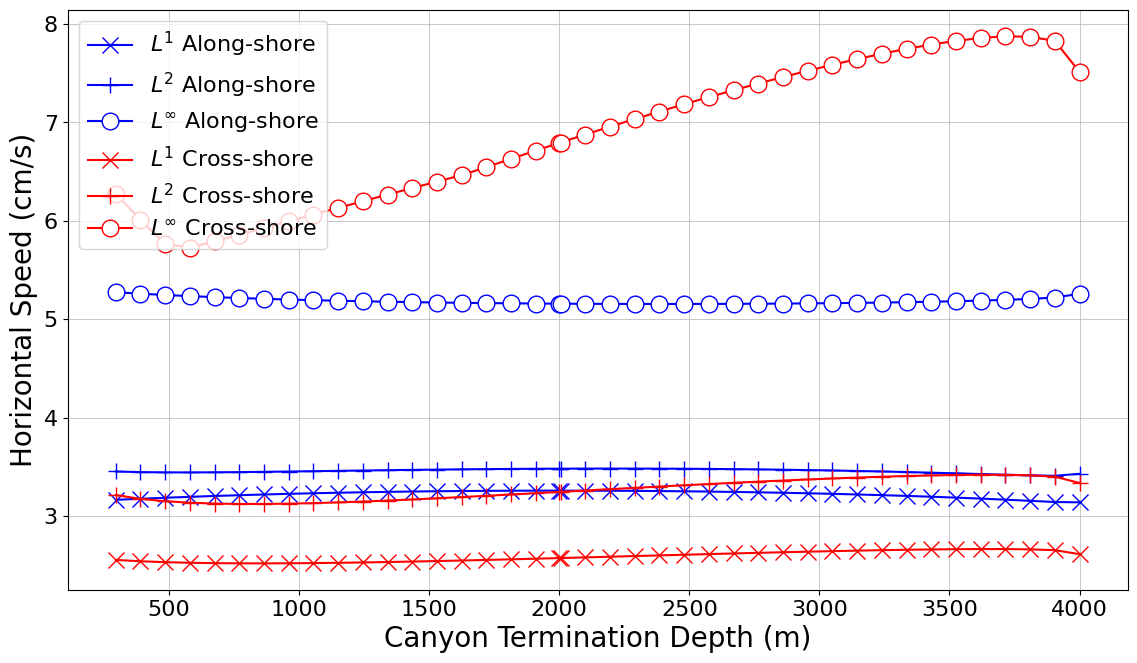 8
7
6
5
4
3
Horizontal Speed (cm/s)
L¹ Along-shore
L² Along-shore
L∞ Along-shore
L¹ Cross-shore
L² Cross-shore
L∞ Cross-shore
500 1000 1500 2000 2500 3000 3500 4000
Canyon Termination Depth (m)